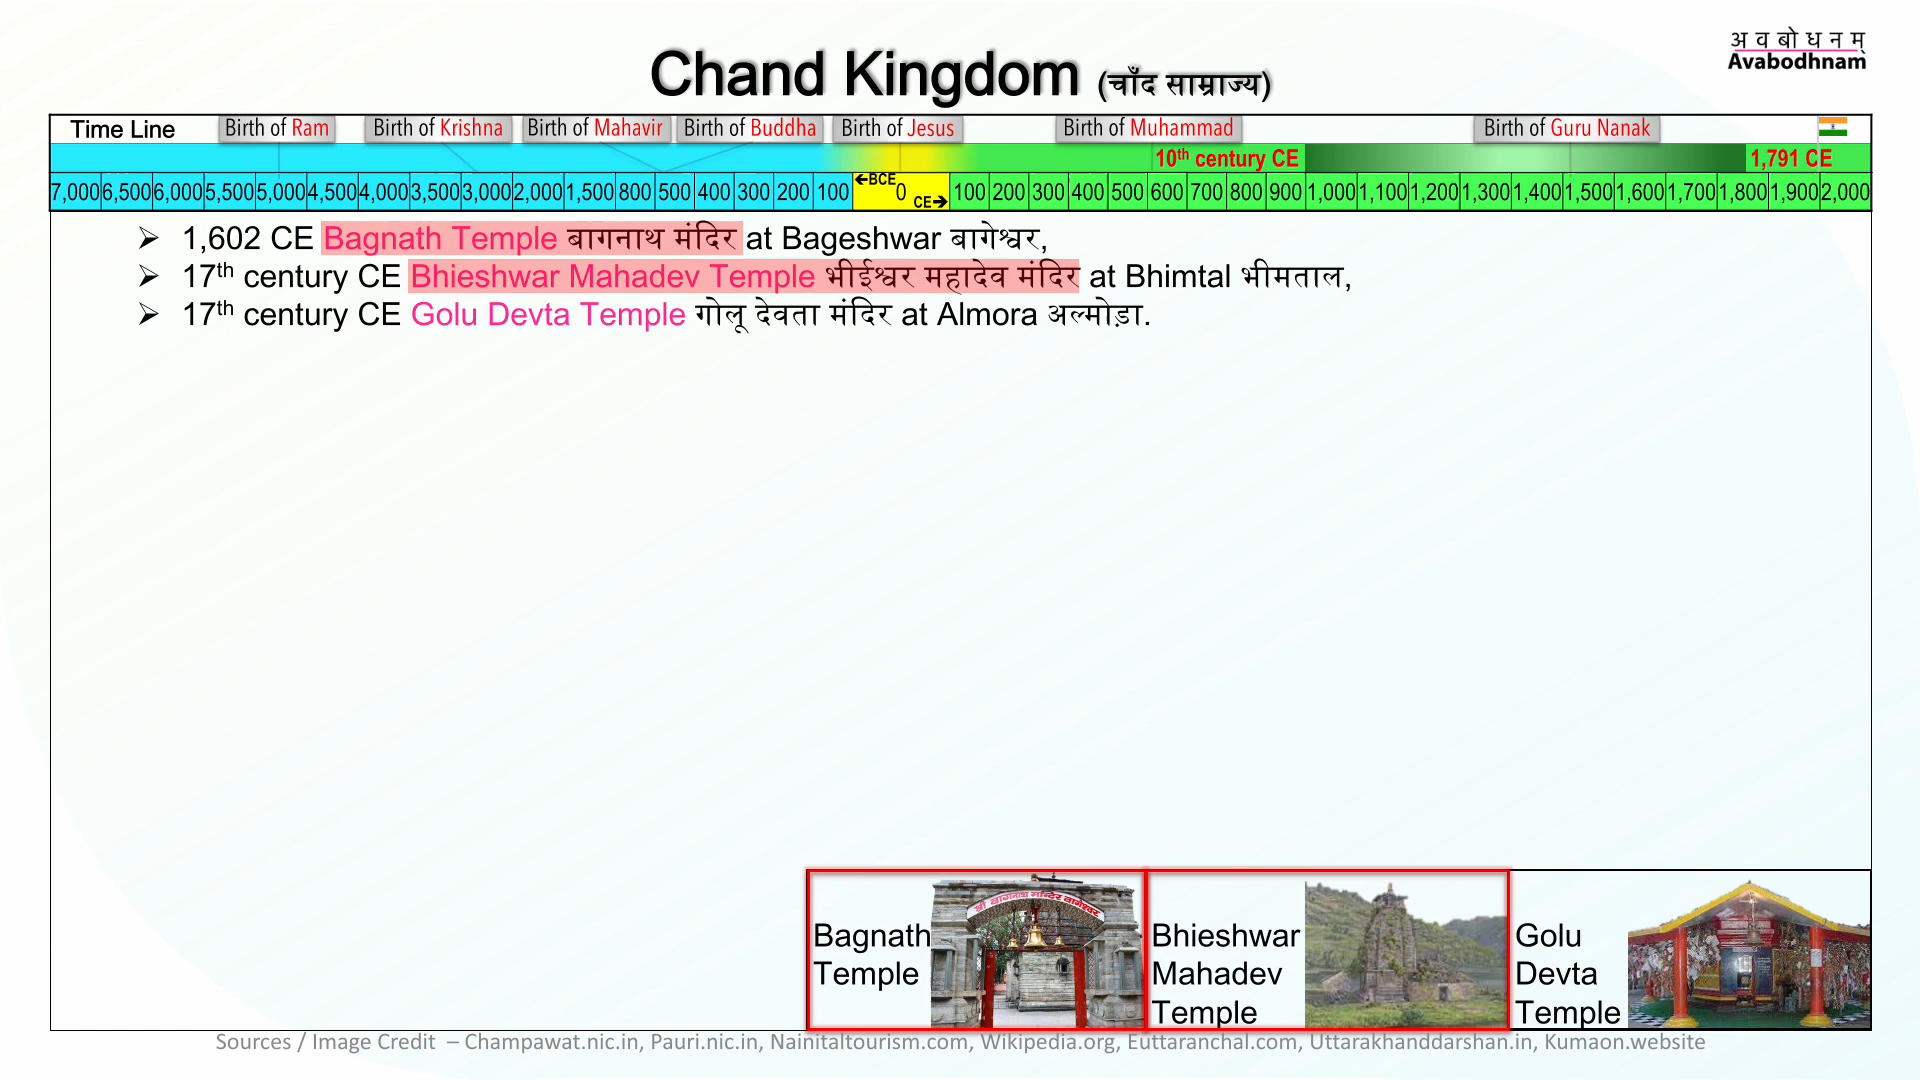 अ व बो ध न म्
Avabodhnam
Chand Kingdom (चाँद साम्राज्य)
Time Line Birth of Ram Birth of Krishna Birth of Mahavir Birth of Buddha Birth of Jesus Birth of Muhammad Birth of Guru Nanak
10th century CE 1,791 CE
7,000 6,500 6,000 5,500 5,000 4,500 4,000 3,500 3,000 2,000 1,500 800 500 400 300 200 100 ←BCE 0 CE→ 100 200 300 400 500 600 700 800 900 1,000 1,100 1,200 1,300 1,400 1,500 1,600 1,700 1,800 1,900 2,000
➢ 1,602 CE Bagnath Temple बागनाथ मंदिर at Bageshwar बागेश्वर,
➢ 17th century CE Bhieshwar Mahadev Temple भीईश्वर महादेव मंदिर at Bhimtal भीमताल,
➢ 17th century CE Golu Devta Temple गोलू देवता मंदिर at Almora अल्मोड़ा.
Bagnath
Temple
श्री बागनाथ मन्दिर बागेश्वर
Bhieshwar
Mahadev
Temple
Golu
Devta
Temple
Sources / Image Credit – Champawat.nic.in, Pauri.nic.in, Nainitaltourism.com, Wikipedia.org, Euttaranchal.com, Uttarakhanddarshan.in, Kumaon.website